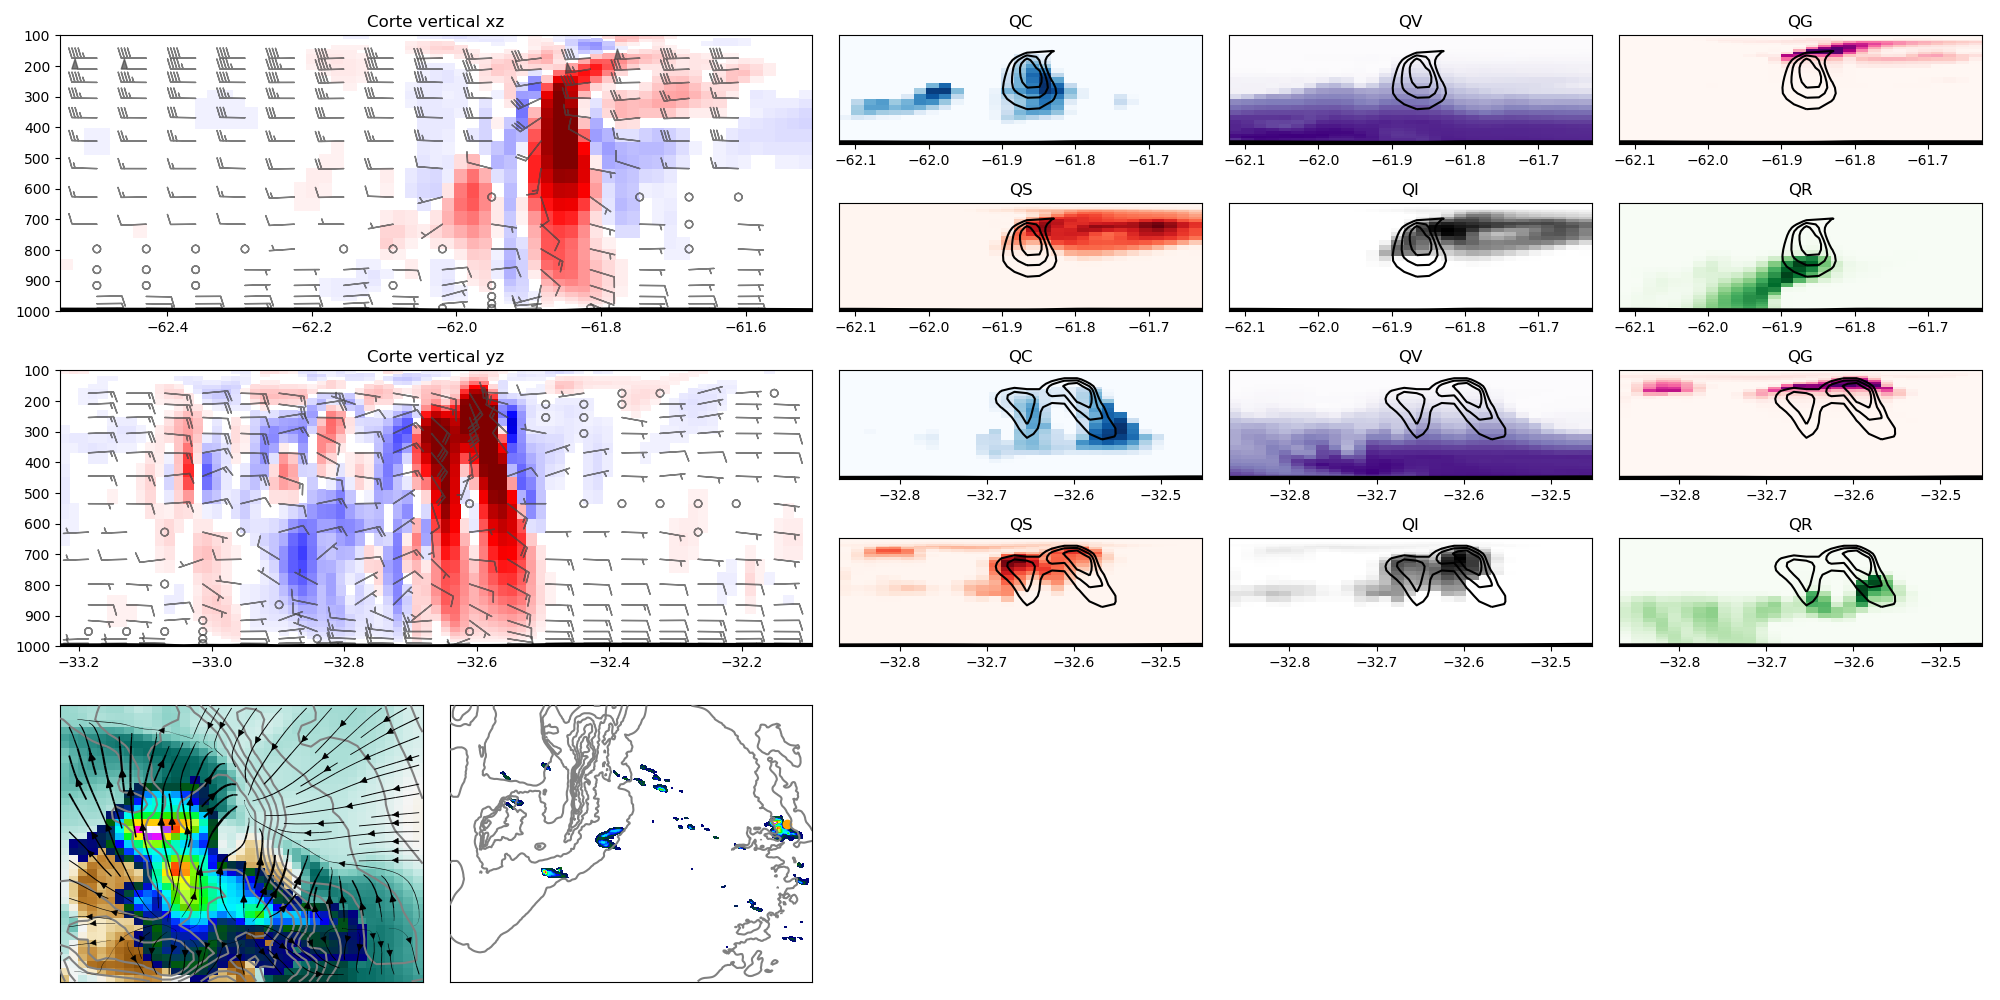 Corte vertical xz
100
200
300
400
500
600
700
800
900
1000
−62.4 −62.2 −62.0 −61.8 −61.6
QC
−62.1 −62.0 −61.9 −61.8 −61.7
QV
−62.1 −62.0 −61.9 −61.8 −61.7
QG
−62.1 −62.0 −61.9 −61.8 −61.7
QS
−62.1 −62.0 −61.9 −61.8 −61.7
QI
−62.1 −62.0 −61.9 −61.8 −61.7
QR
−62.1 −62.0 −61.9 −61.8 −61.7
Corte vertical yz
100
200
300
400
500
600
700
800
900
1000
−33.2 −33.0 −32.8 −32.6 −32.4 −32.2
QC
−32.8 −32.7 −32.6 −32.5
QV
−32.8 −32.7 −32.6 −32.5
QG
−32.8 −32.7 −32.6 −32.5
QS
−32.8 −32.7 −32.6 −32.5
QI
−32.8 −32.7 −32.6 −32.5
QR
−32.8 −32.7 −32.6 −32.5